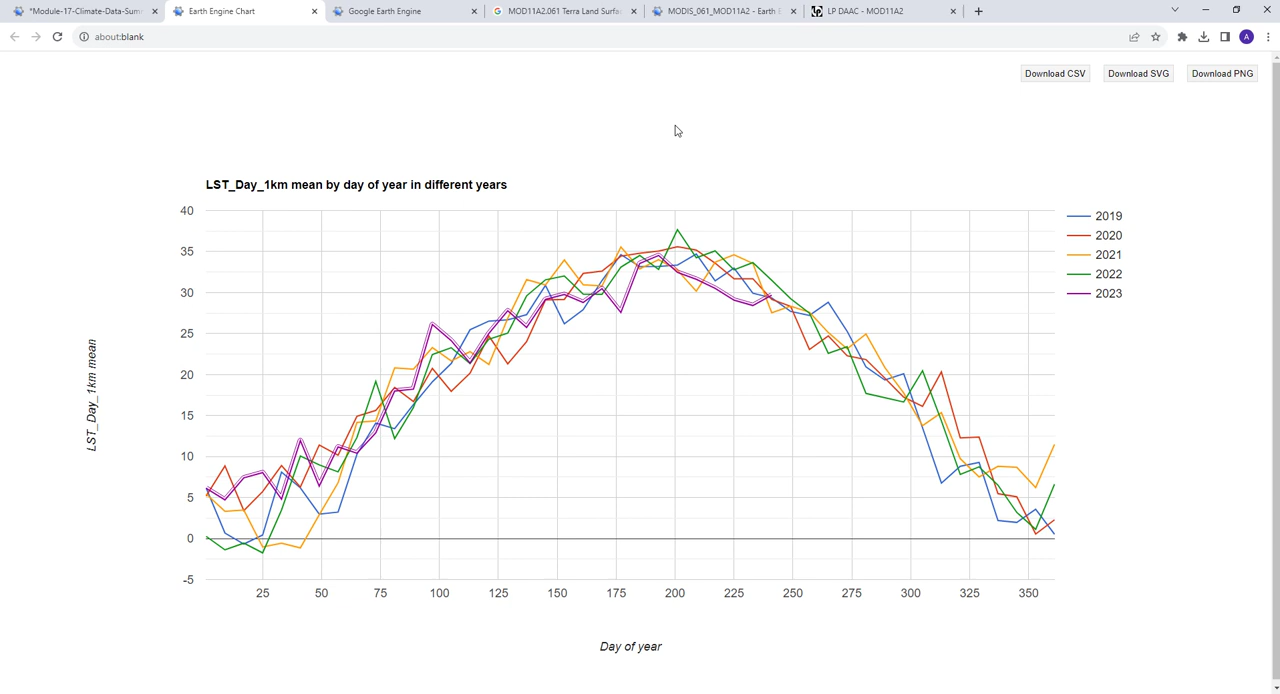 *Module-17-Climate-Data-Sum
Earth Engine Chart
Google Earth Engine
MOD11A2.061 Terra Land Surfa
MODIS_061_MOD11A2 - Earth E
LP DAAC - MOD11A2
about:blank
A
Download CSV
Download SVG
Download PNG
LST_Day_1km mean by day of year in different years
40
35
30
25
20
15
10
5
0
-5
LST_Day_1km mean
25 50 75 100 125 150 175 200 225 250 275 300 325 350
Day of year
2019
2020
2021
2022
2023